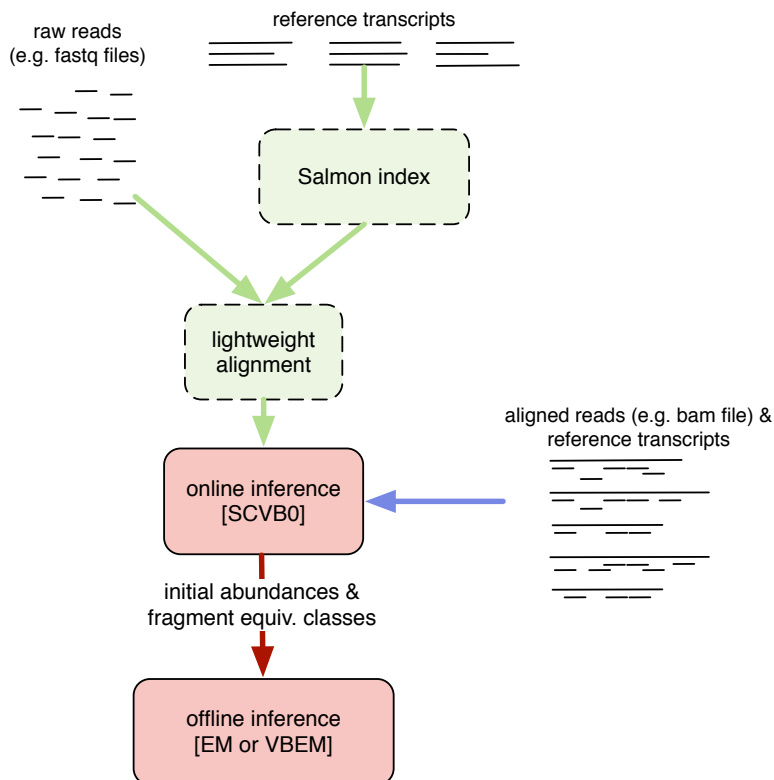 raw reads
(e.g. fastq files)
reference transcripts
Salmon index
lightweight
alignment
aligned reads (e.g. bam file) &
reference transcripts
online inference
[SCVB0]
initial abundances &
fragment equiv. classes
offline inference
[EM or VBEM]